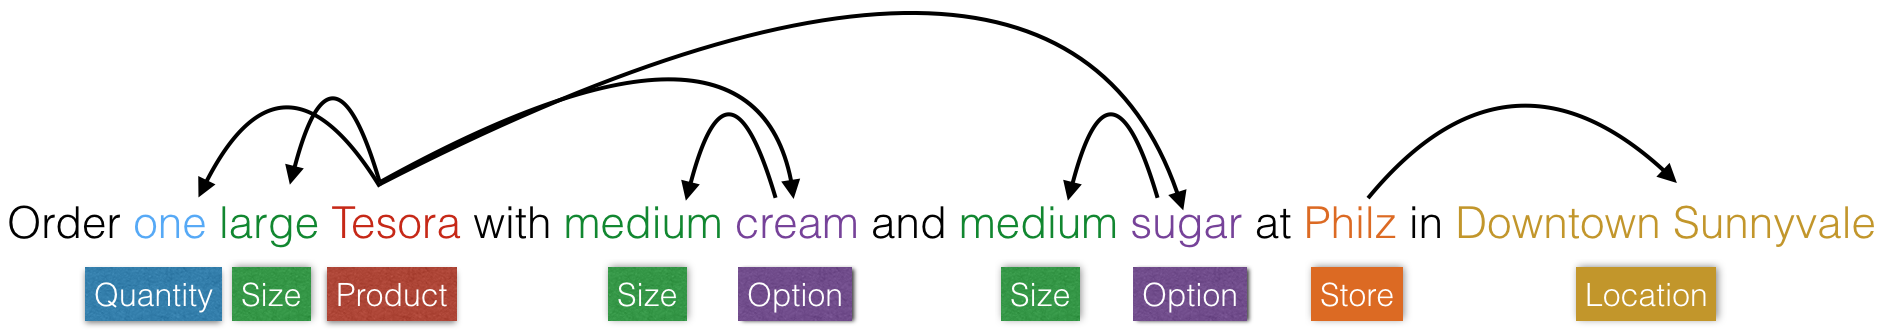 Order one large Tesora with medium cream and medium sugar at Philz in Downtown Sunnyvale
Quantity Size Product Size Option Size Option Store Location